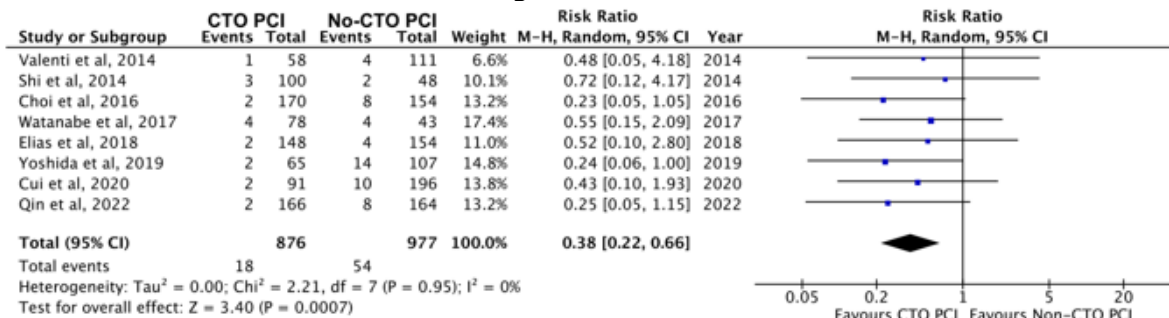 CTO PCI No-CTO PCI Risk Ratio Risk Ratio
Study or Subgroup Events Total Events Total Weight M-H, Random, 95% CI Year M-H, Random, 95% CI
Valenti et al, 2014 1 58 4 111 6.6% 0.48 [0.05, 4.18] 2014
Shi et al, 2014 3 100 2 48 10.1% 0.72 [0.12, 4.17] 2014
Choi et al, 2016 2 170 8 154 13.2% 0.23 [0.05, 1.05] 2016
Watanabe et al, 2017 4 78 4 43 17.4% 0.55 [0.15, 2.09] 2017
Elias et al, 2018 2 148 4 154 11.0% 0.52 [0.10, 2.80] 2018
Yoshida et al, 2019 2 65 14 107 14.8% 0.24 [0.06, 1.00] 2019
Cui et al, 2020 2 91 10 196 13.8% 0.43 [0.10, 1.93] 2020
Qin et al, 2022 2 166 8 164 13.2% 0.25 [0.05, 1.15] 2022
Total (95% CI) 876 977 100.0% 0.38 [0.22, 0.66]
Total events 18 54
Heterogeneity: Tau² = 0.00; Chi² = 2.21, df = 7 (P = 0.95); I² = 0%
Test for overall effect: Z = 3.40 (P = 0.0007)
0.05 0.2 1 5 20
Favours CTO PCI Favours Non-CTO PCI